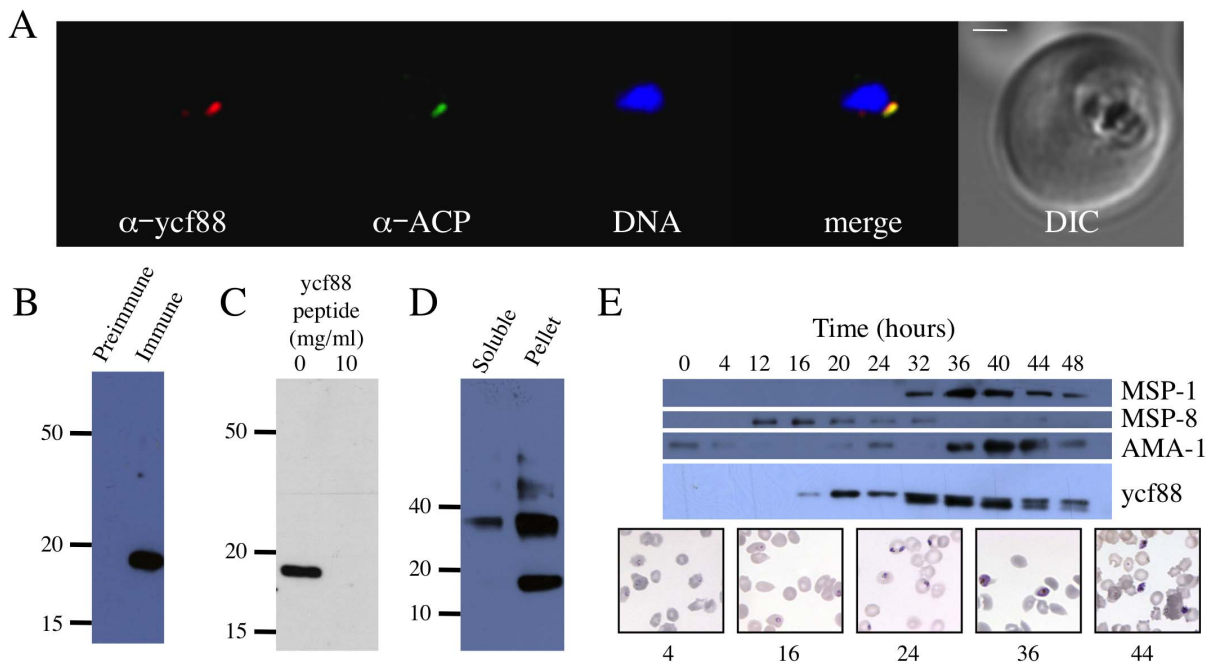 A
α−ycf88
α−ACP
DNA
merge
DIC
B
Preimmune
Immune
50
20
15
C
ycf88
peptide
(mg/ml)
0 10
50
20
15
D
Soluble
Pellet
40
20
10
E
Time (hours)
0 4 12 16 20 24 32 36 40 44 48
MSP-1
MSP-8
AMA-1
ycf88
4 16 24 36 44